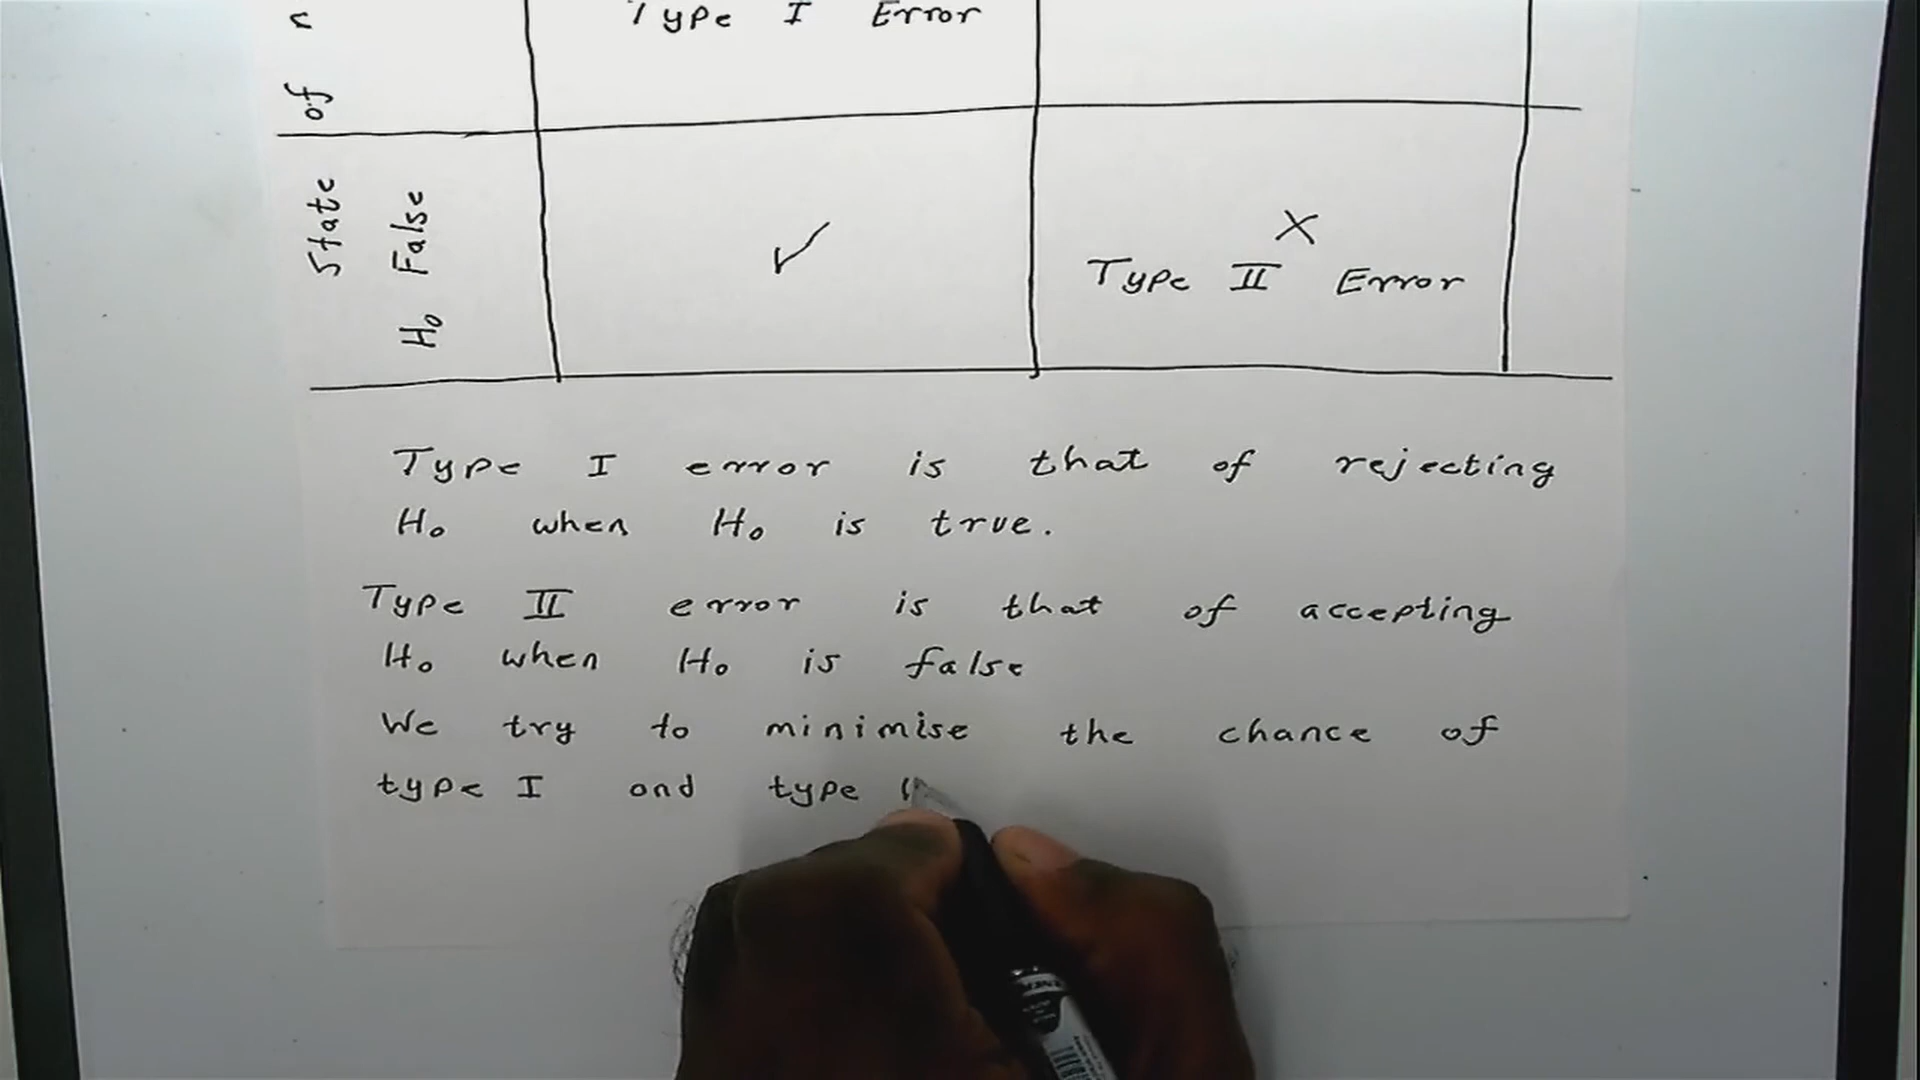 Type I Error
of
State
H₀ False
✓
X
Type II Error
Type I error is that of rejecting
H₀ when H₀ is true.
Type II error is that of accepting
H₀ when H₀ is false
We try to minimise the chance of
type I and type